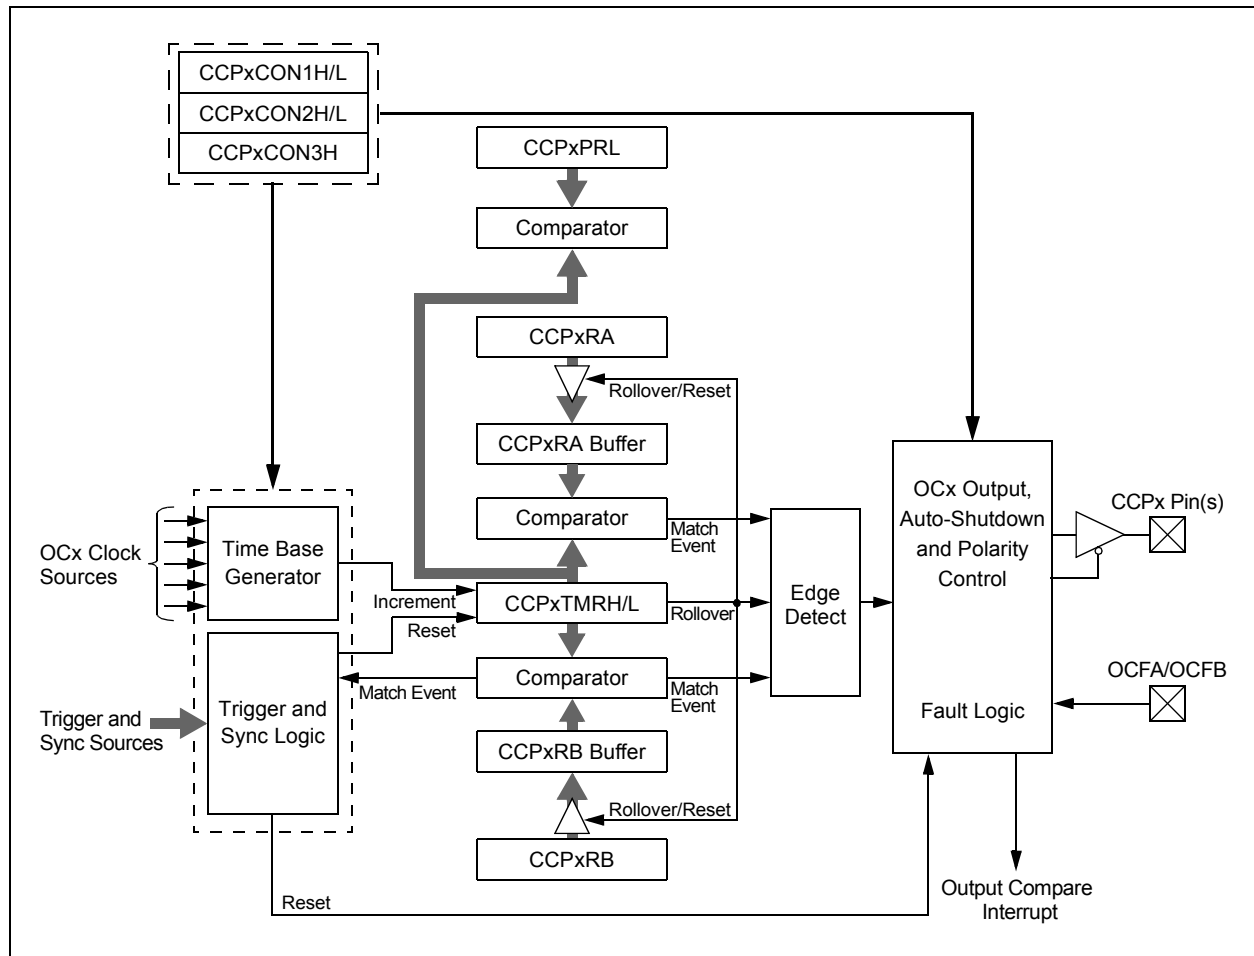 CCPxCON1H/L
CCPxCON2H/L
CCPxCON3H
CCPxPRL
Comparator
CCPxRA
Rollover/Reset
CCPxRA Buffer
Comparator
Match
Event
OCx Clock
Sources
Time Base
Generator
Increment
Reset
CCPxTMRH/L
Rollover
Edge
Detect
OCx Output,
Auto-Shutdown
and Polarity
Control
Fault Logic
CCPx Pin(s)
OCFA/OCFB
Trigger and
Sync Sources
Trigger and
Sync Logic
Match Event
Comparator
Match
Event
CCPxRB Buffer
Rollover/Reset
CCPxRB
Reset
Output Compare
Interrupt